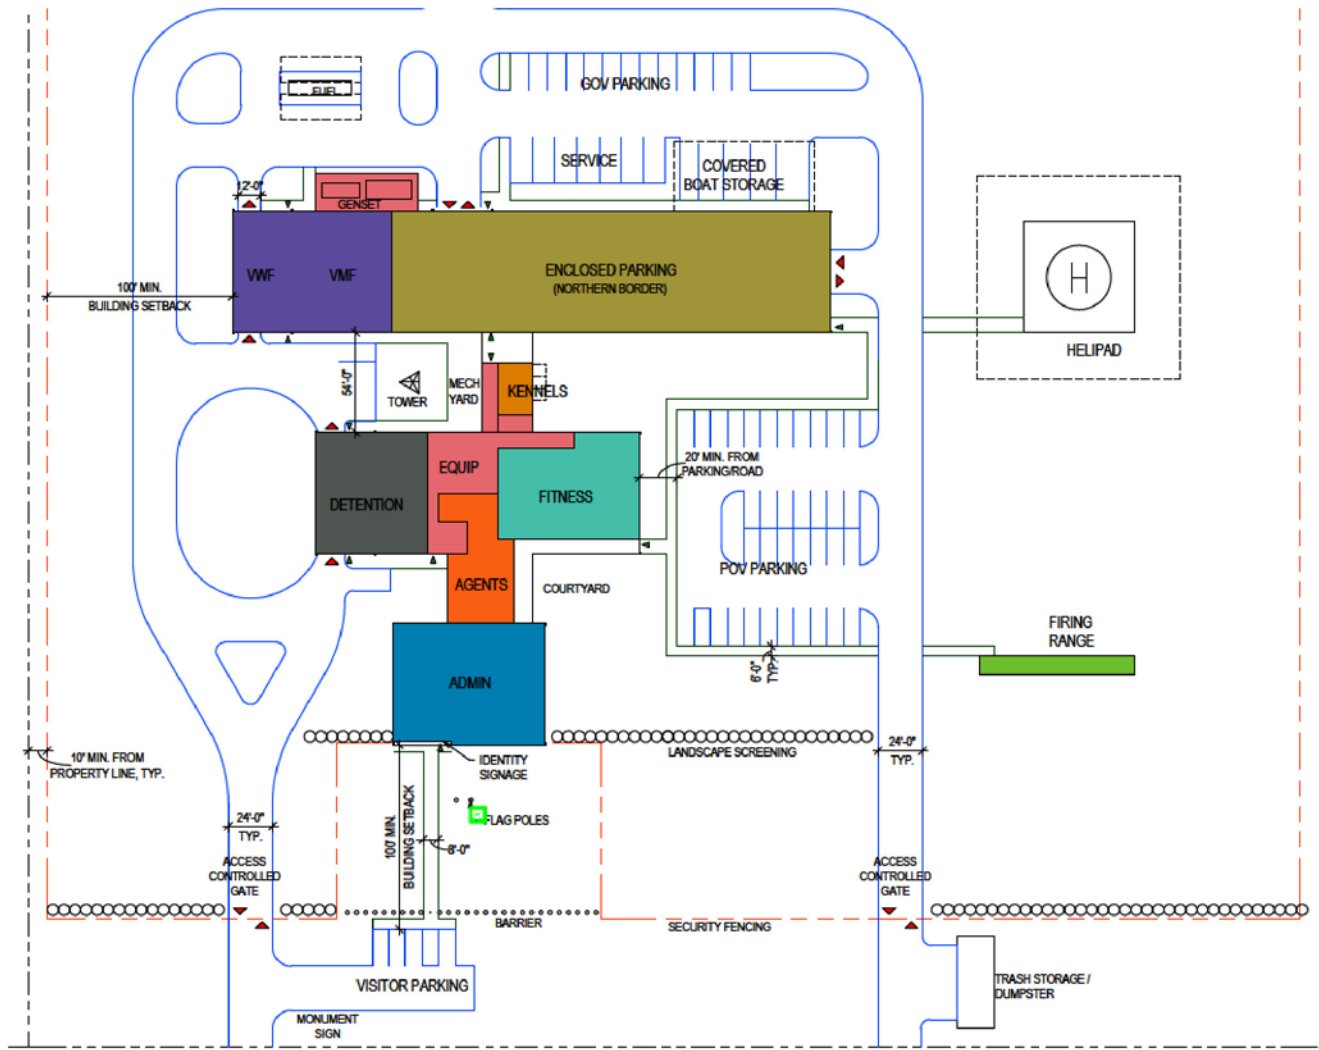 GOV PARKING
FUEL
SERVICE
COVERED
BOAT STORAGE
12'-0"
GENSET
VWF
VMF
ENCLOSED PARKING
(NORTHERN BORDER)
100' MIN.
BUILDING SETBACK
H
HELIPAD
54'-0"
TOWER
MECH
YARD
KENNELS
20' MIN. FROM
PARKING/ROAD
EQUIP
FITNESS
DETENTION
POV PARKING
AGENTS
COURTYARD
FIRING
RANGE
6'-0"
TYP.
ADMIN
LANDSCAPE SCREENING
24'-0"
TYP.
10' MIN. FROM
PROPERTY LINE, TYP.
IDENTITY
SIGNAGE
100' MIN.
BUILDING SETBACK
FLAG POLES
24'-0"
TYP.
8'-0"
ACCESS
CONTROLLED
GATE
ACCESS
CONTROLLED
GATE
BARRIER
SECURITY FENCING
VISITOR PARKING
TRASH STORAGE /
DUMPSTER
MONUMENT
SIGN